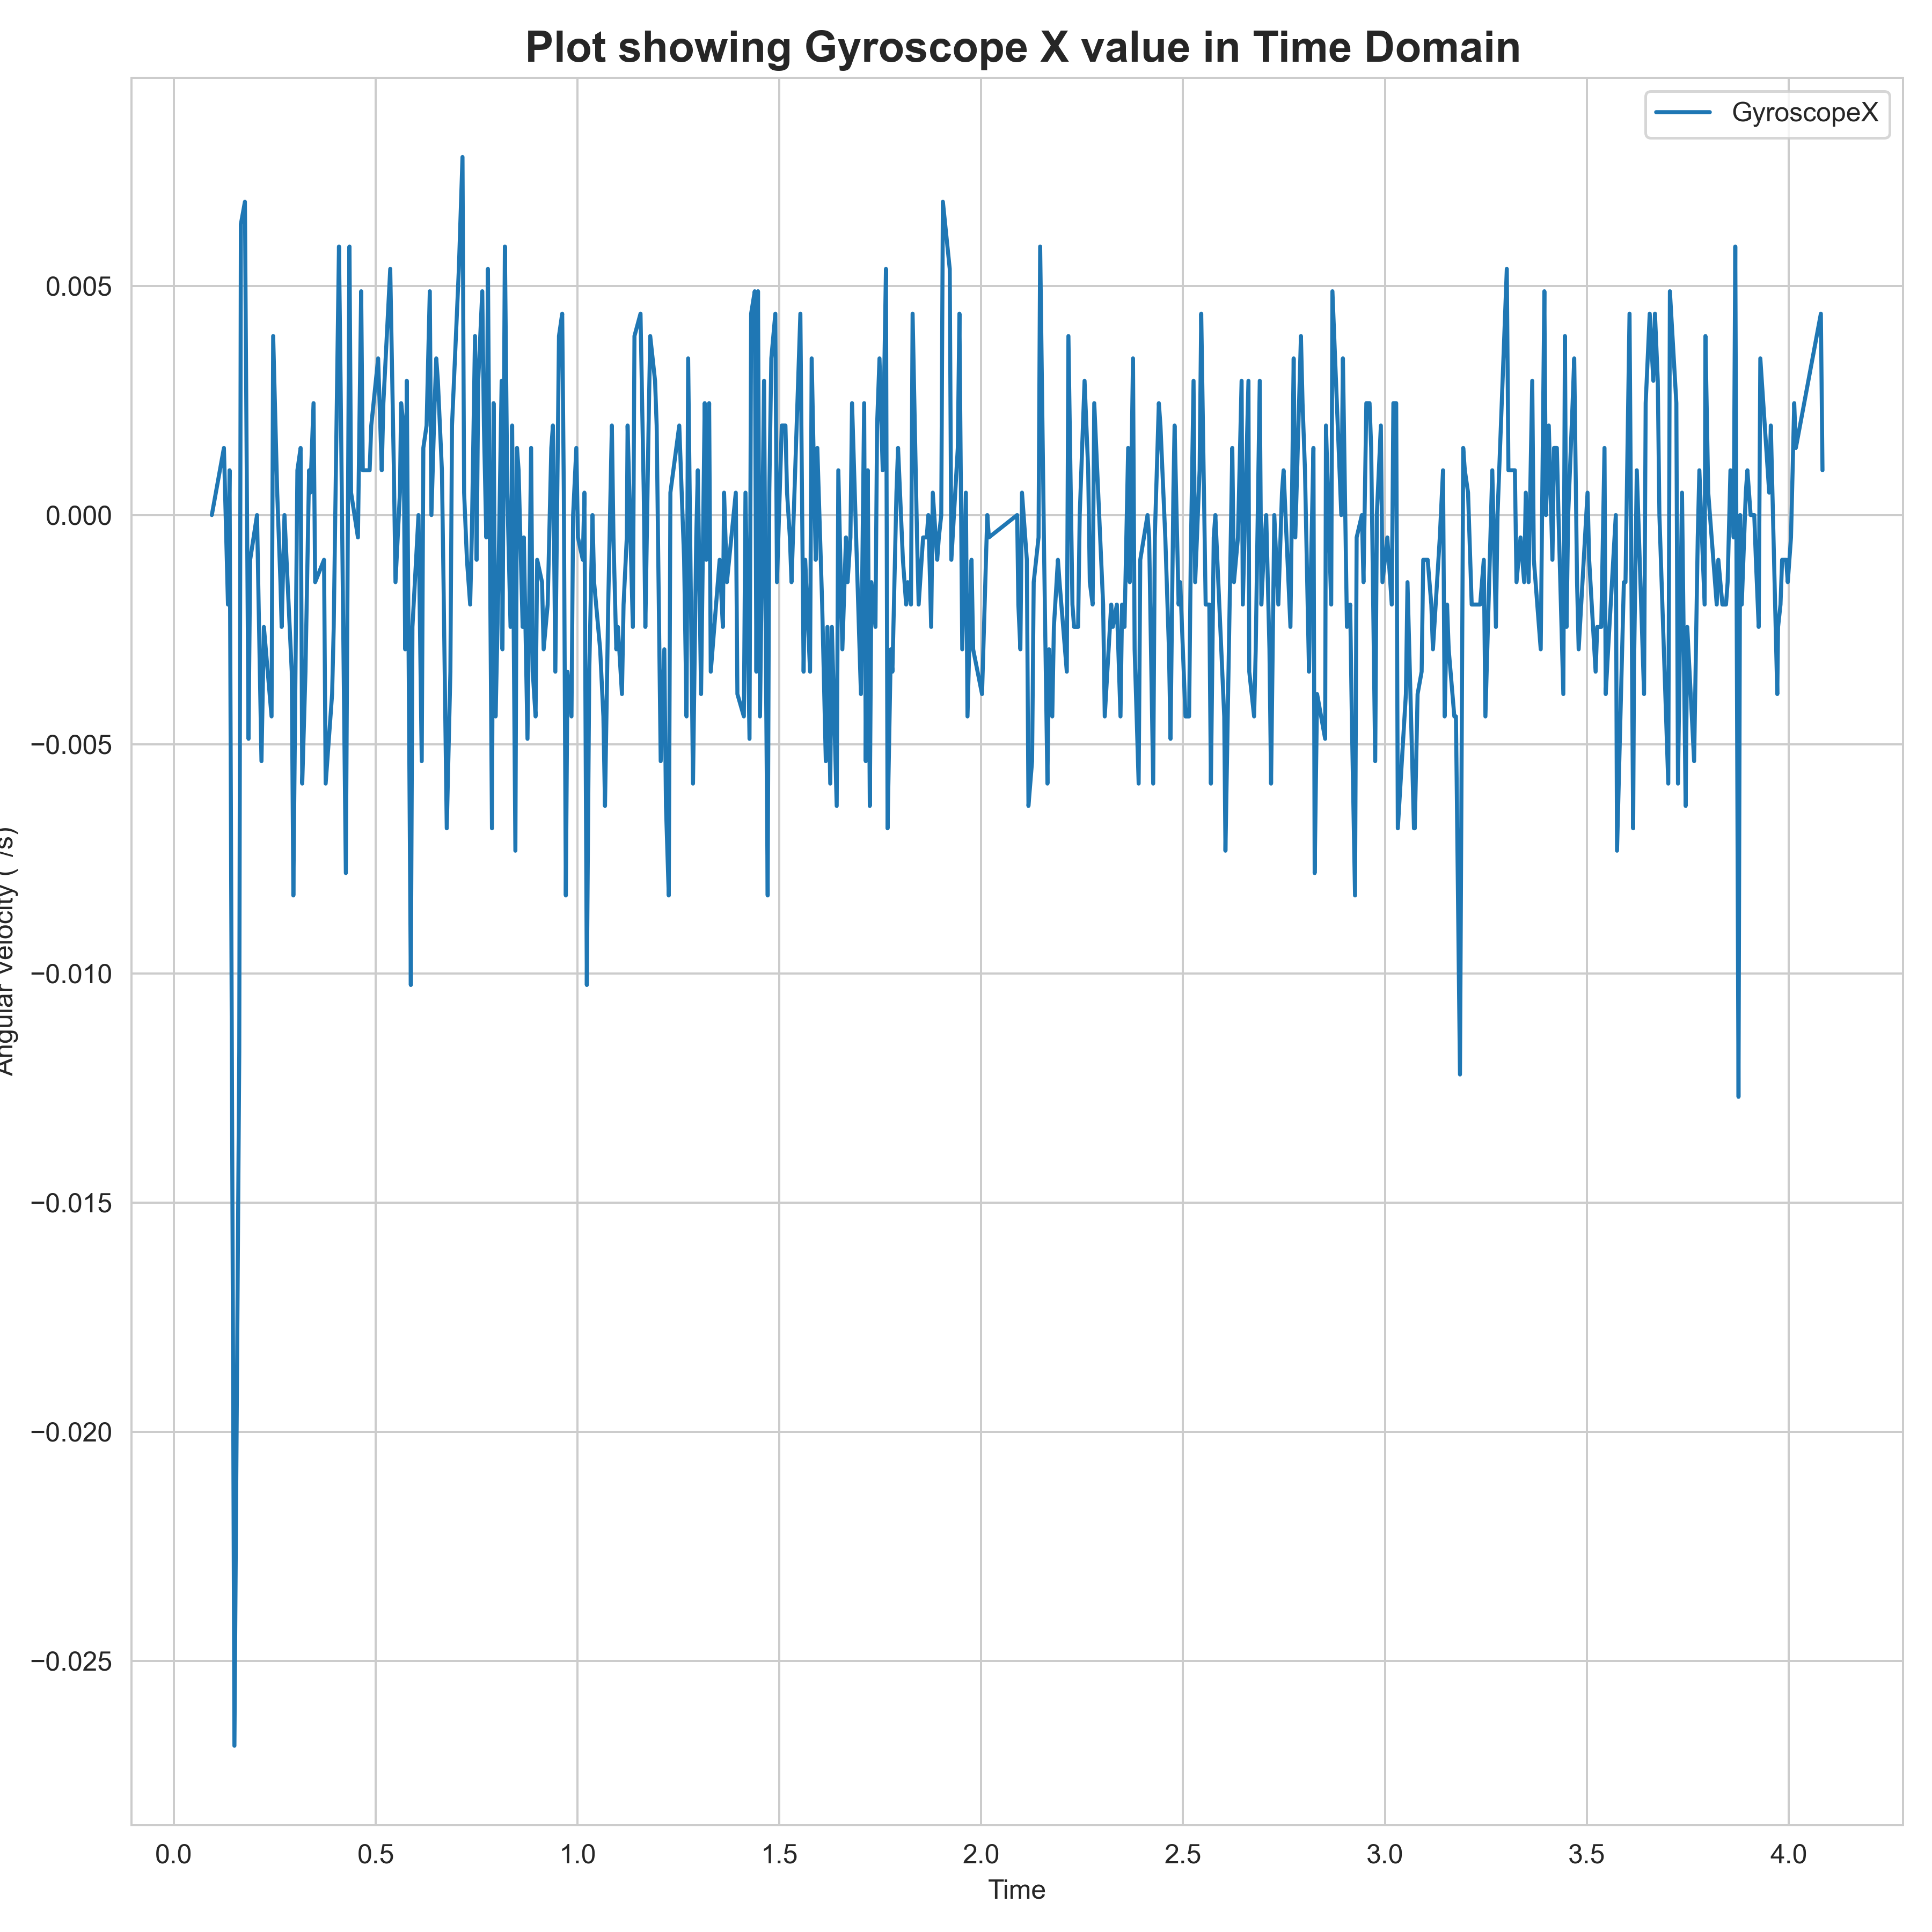 Plot showing Gyroscope X value in Time Domain
GyroscopeX
0.005
0.000
−0.005
−0.010
−0.015
−0.020
−0.025
Angular velocity ( /s)
0.0 0.5 1.0 1.5 2.0 2.5 3.0 3.5 4.0
Time